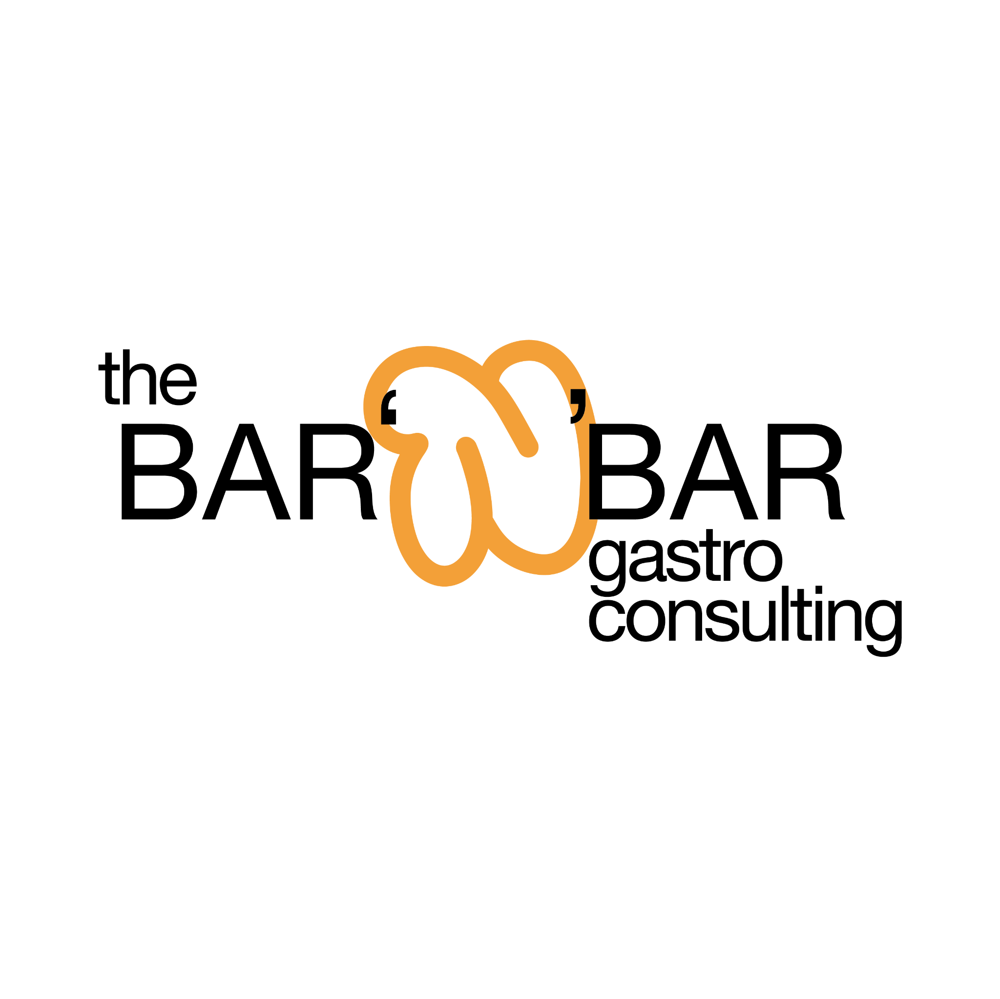 the
BAR ‘W’ BAR
gastro
consulting